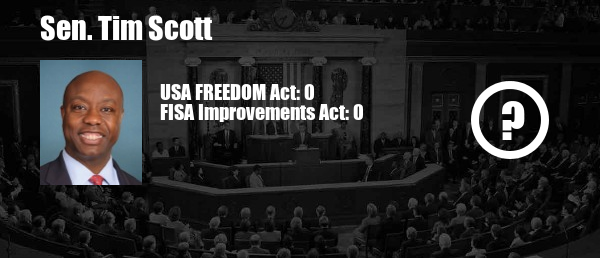 Sen. Tim Scott
USA FREEDOM Act: 0
FISA Improvements Act: 0
?